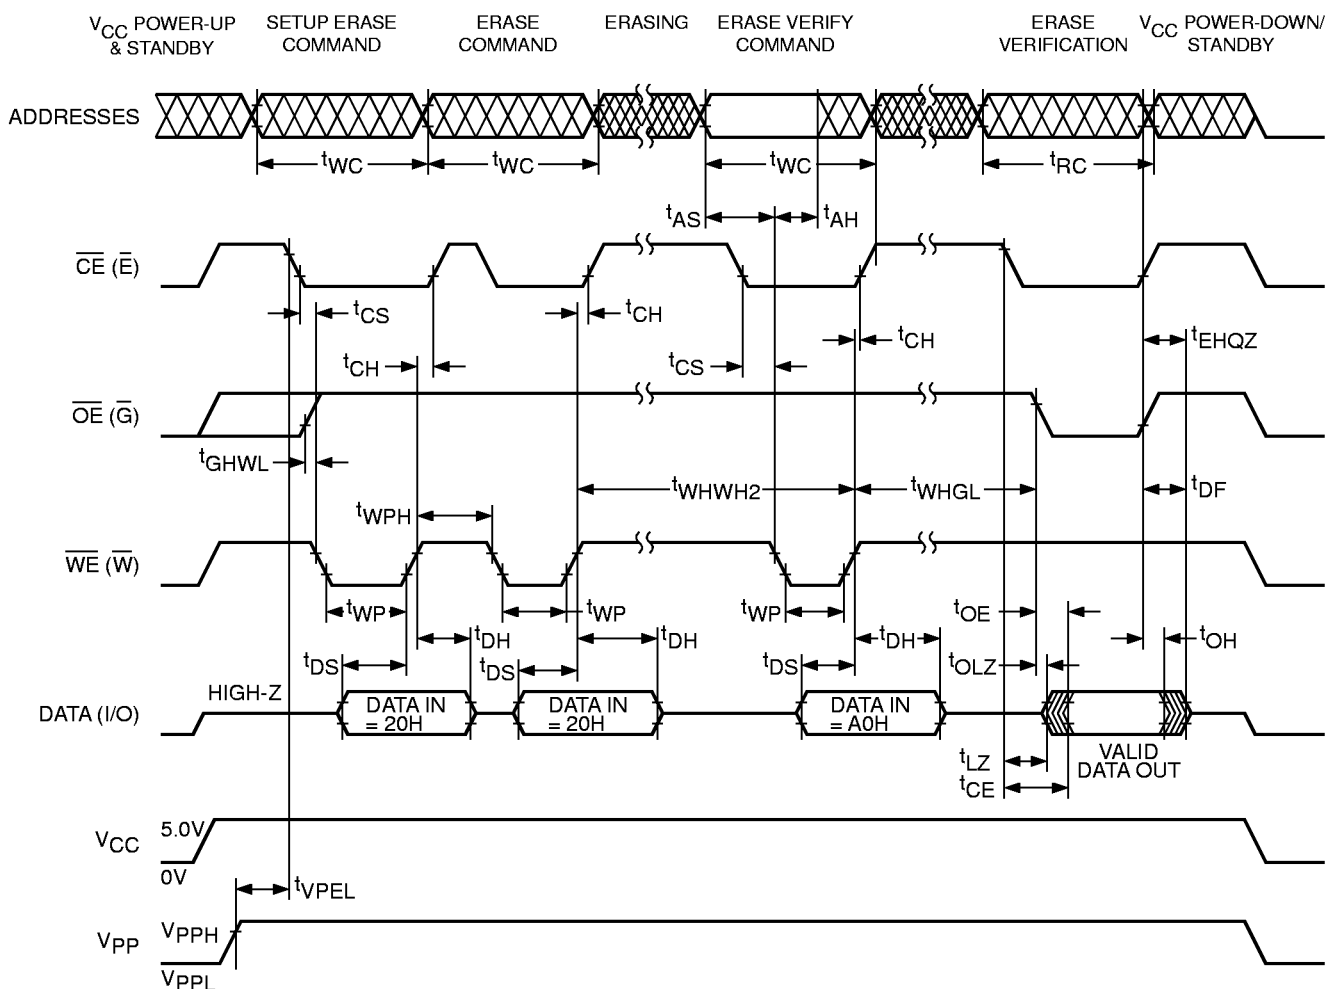 VCC POWER-UP & STANDBY
SETUP ERASE COMMAND
ERASE COMMAND
ERASING
ERASE VERIFY COMMAND
ERASE VERIFICATION
VCC POWER-DOWN/ STANDBY
ADDRESSES
tWC
tWC
tWC
tRC
tAS
tAH
CE (E)
tCS
tCH
tCH
tCS
tCH
tEHQZ
OE (G)
tGHWL
tWHWH2
tWHGL
tDF
tWPH
WE (W)
tWP
tWP
tWP
tOE
tDH
tDH
tDH
tOH
tDS
tDS
tDS
tOLZ
HIGH-Z
DATA (I/O)
DATA IN = 20H
DATA IN = 20H
DATA IN = A0H
VALID DATA OUT
tLZ
tCE
VCC
5.0V
0V
tVPEL
VPP
VPPH
VPPL